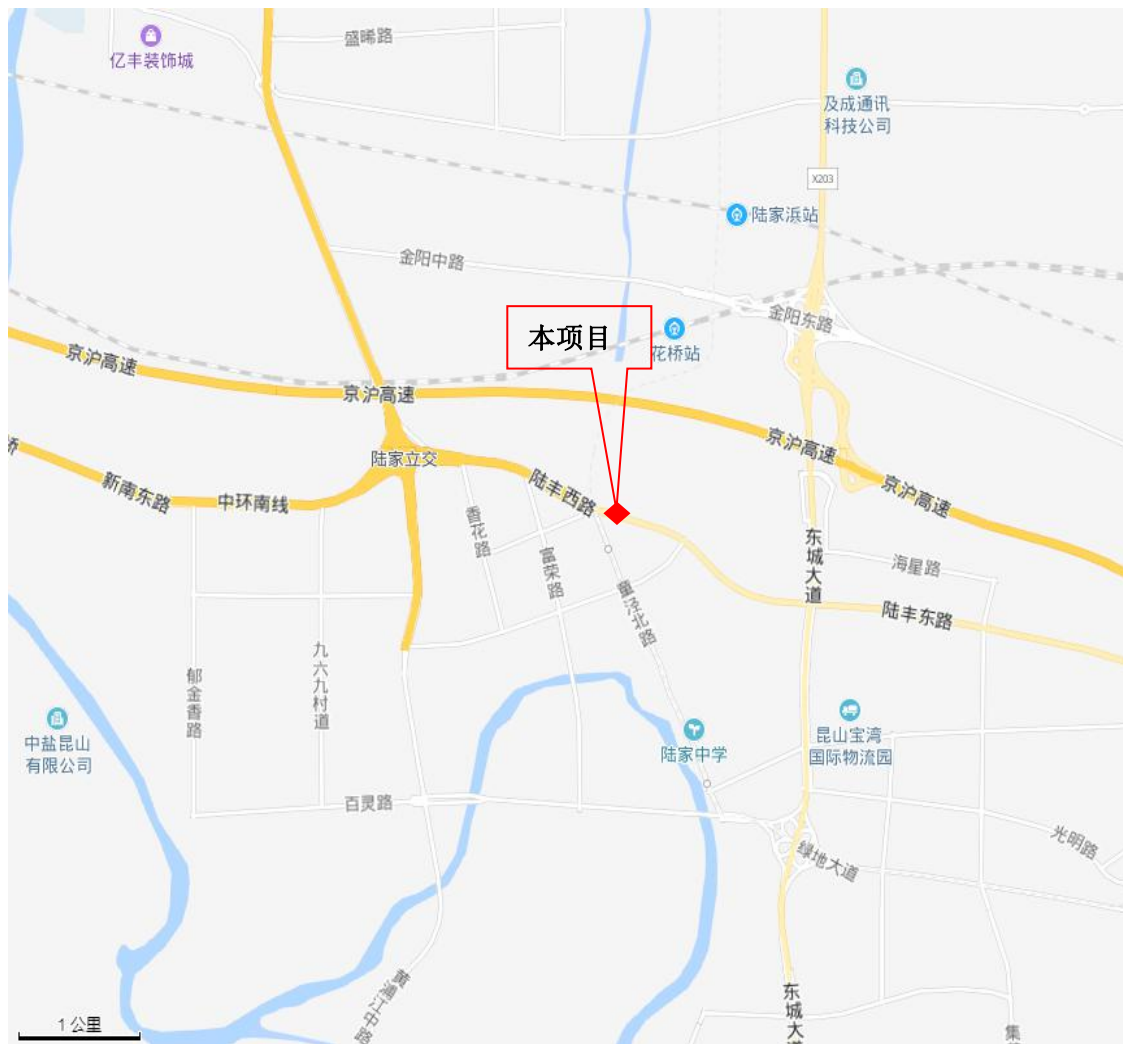 盛晞路
亿丰装饰城
及成通讯
科技公司
X203
陆家浜站
金阳中路
金阳东路
本项目
花桥站
京沪高速
京沪高速
京沪高速
京沪高速
桥
陆家立交
新南东路
中环南线
陆丰西路
香花路
富荣路
东城大道
海星路
童泾北路
陆丰东路
九六九村道
郁金香路
中盐昆山
有限公司
陆家中学
昆山宝湾
国际物流园
百灵路
光明路
绿地大道
黄浦江中路
东城大
集
1 公里